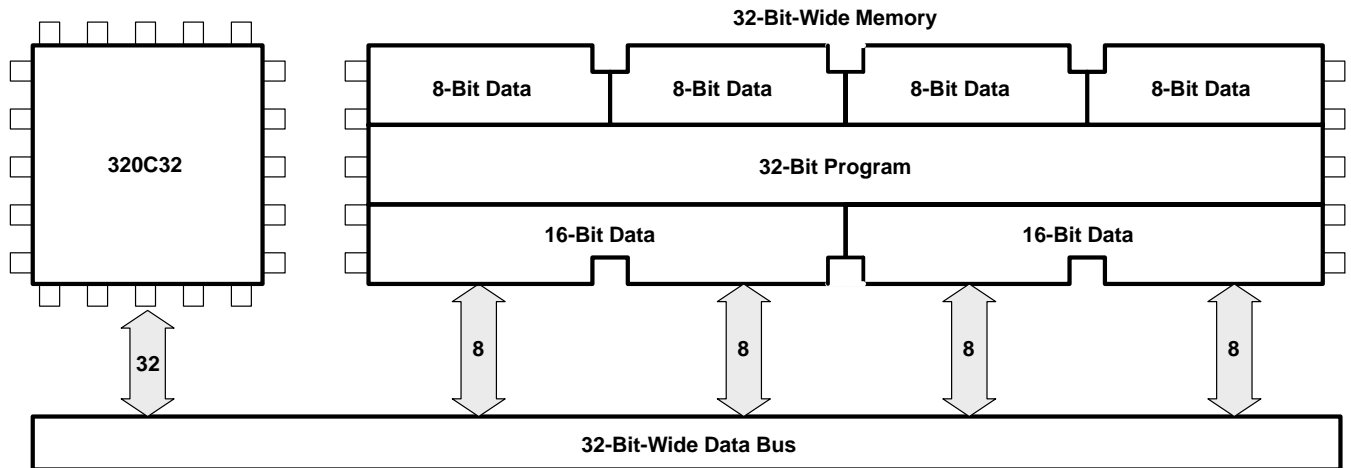 32-Bit-Wide Memory
8-Bit Data 8-Bit Data 8-Bit Data 8-Bit Data
320C32 32-Bit Program
16-Bit Data 16-Bit Data
32 8 8 8 8
32-Bit-Wide Data Bus